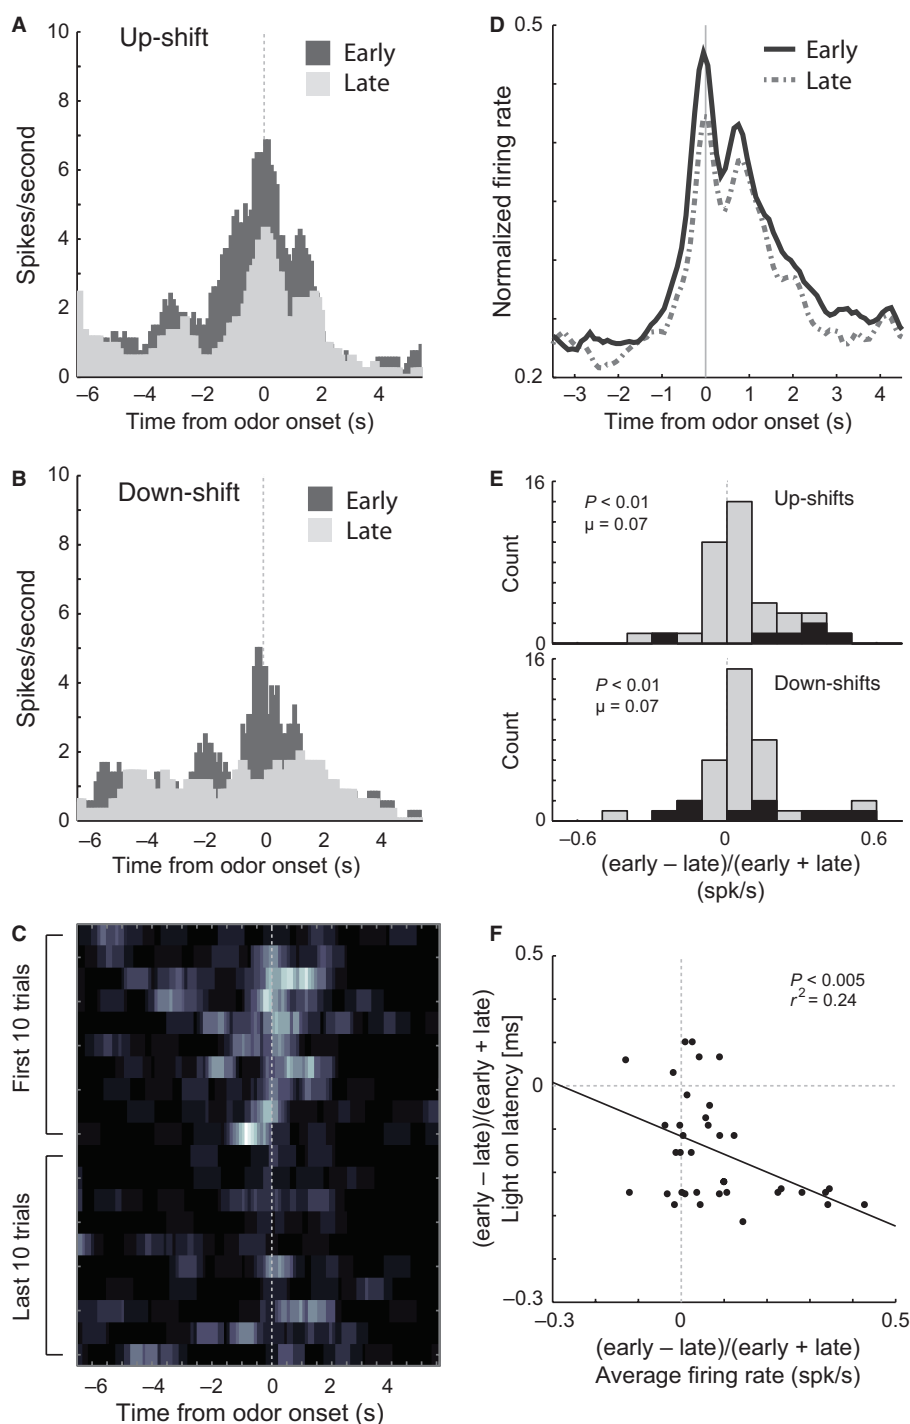 A
Up-shift
Early
Late
10
8
6
4
2
0
Spikes/second
–6 –4 –2 0 2 4
Time from odor onset (s)
B
Down-shift
Early
Late
10
8
6
4
2
0
Spikes/second
–6 –4 –2 0 2 4
Time from odor onset (s)
C
First 10 trials
Last 10 trials
–6 –4 –2 0 2 4
Time from odor onset (s)
D
Early
Late
0.5
0.2
Normalized firing rate
–3 –2 –1 0 1 2 3 4
Time from odor onset (s)
E
16
0
Count
P < 0.01
µ = 0.07
Up-shifts
16
0
Count
P < 0.01
µ = 0.07
Down-shifts
–0.6 0 0.6
(early – late)/(early + late)
(spk/s)
F
0.5
0
–0.3
(early – late)/(early + late)
Light on latency [ms]
P < 0.005
r2 = 0.24
–0.3 0 0.5
(early – late)/(early + late)
Average firing rate (spk/s)